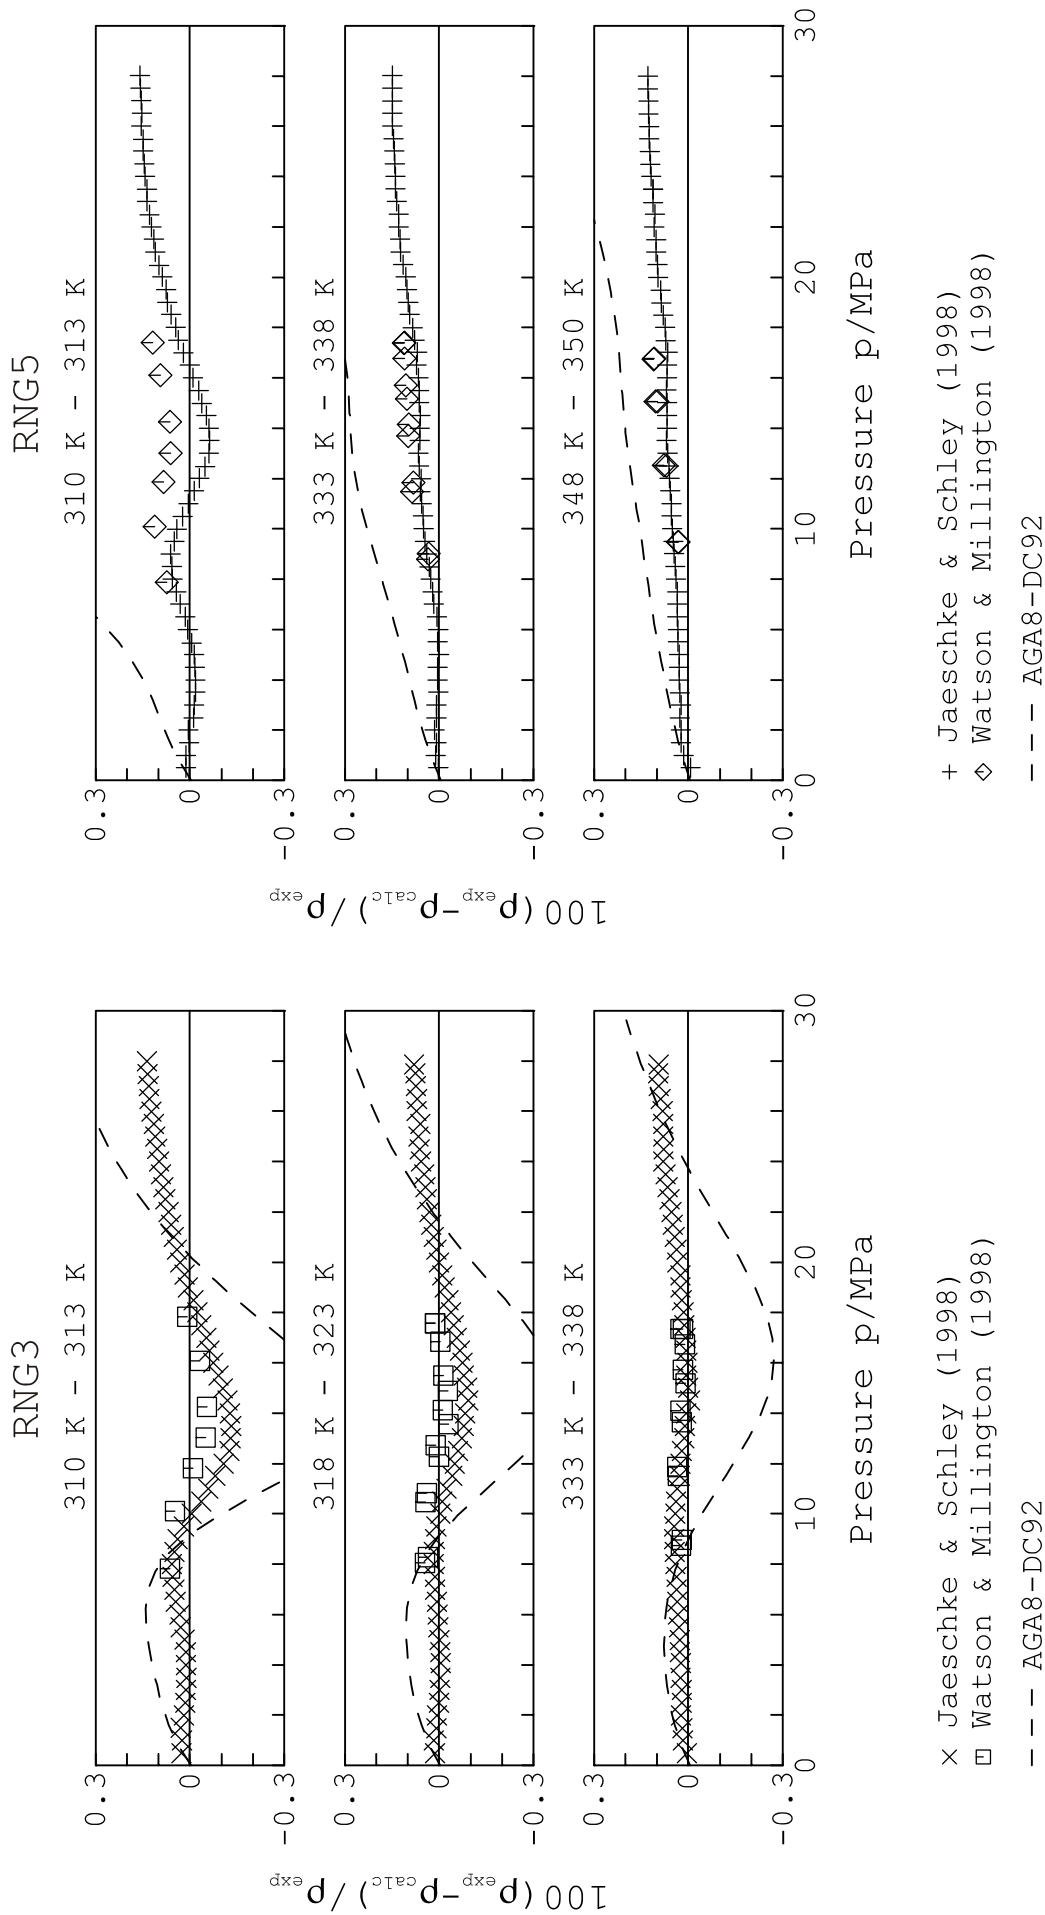 RNG3
310 K - 313 K
0.3
0
-0.3
318 K - 323 K
0.3
0
-0.3
333 K - 338 K
0.3
0
-0.3
0 10 20 30
100(ρexp-ρcalc)/ρexp
Pressure p/MPa
× Jaeschke & Schley (1998)
Watson & Millington (1998)
--- AGA8-DC92
RNG5
310 K - 313 K
0.3
0
-0.3
333 K - 338 K
0.3
0
-0.3
348 K - 350 K
0.3
0
-0.3
0 10 20 30
100(ρexp-ρcalc)/ρexp
Pressure p/MPa
+ Jaeschke & Schley (1998)
Watson & Millington (1998)
--- AGA8-DC92